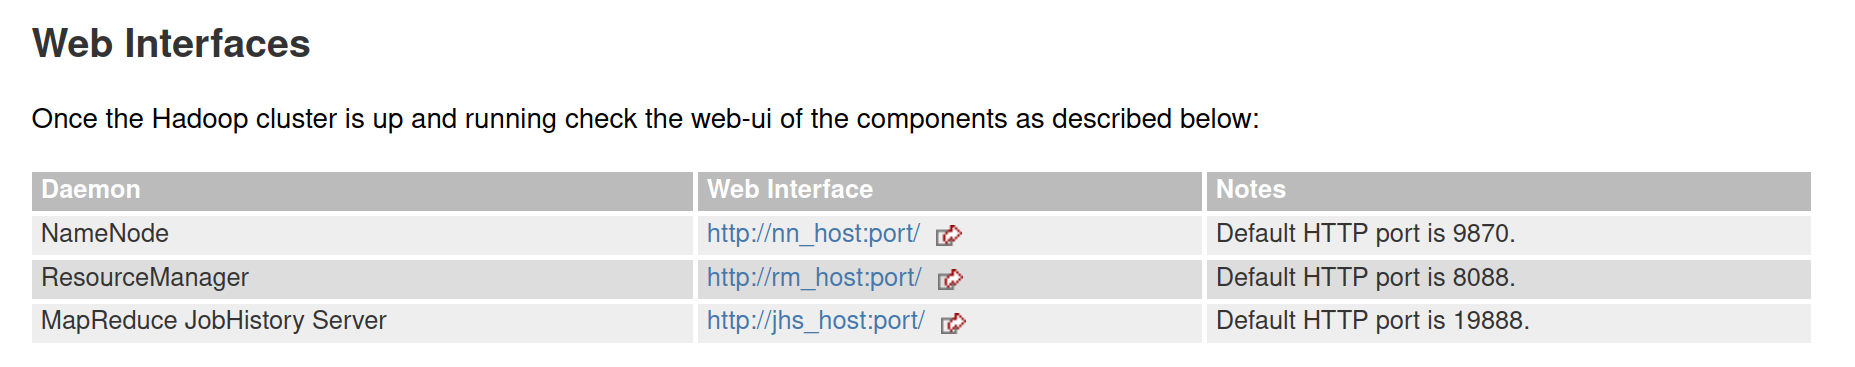 Web Interfaces
Once the Hadoop cluster is up and running check the web-ui of the components as described below:
Daemon Web Interface Notes
NameNode http://nn_host:port/ Default HTTP port is 9870.
ResourceManager http://rm_host:port/ Default HTTP port is 8088.
MapReduce JobHistory Server http://jhs_host:port/ Default HTTP port is 19888.